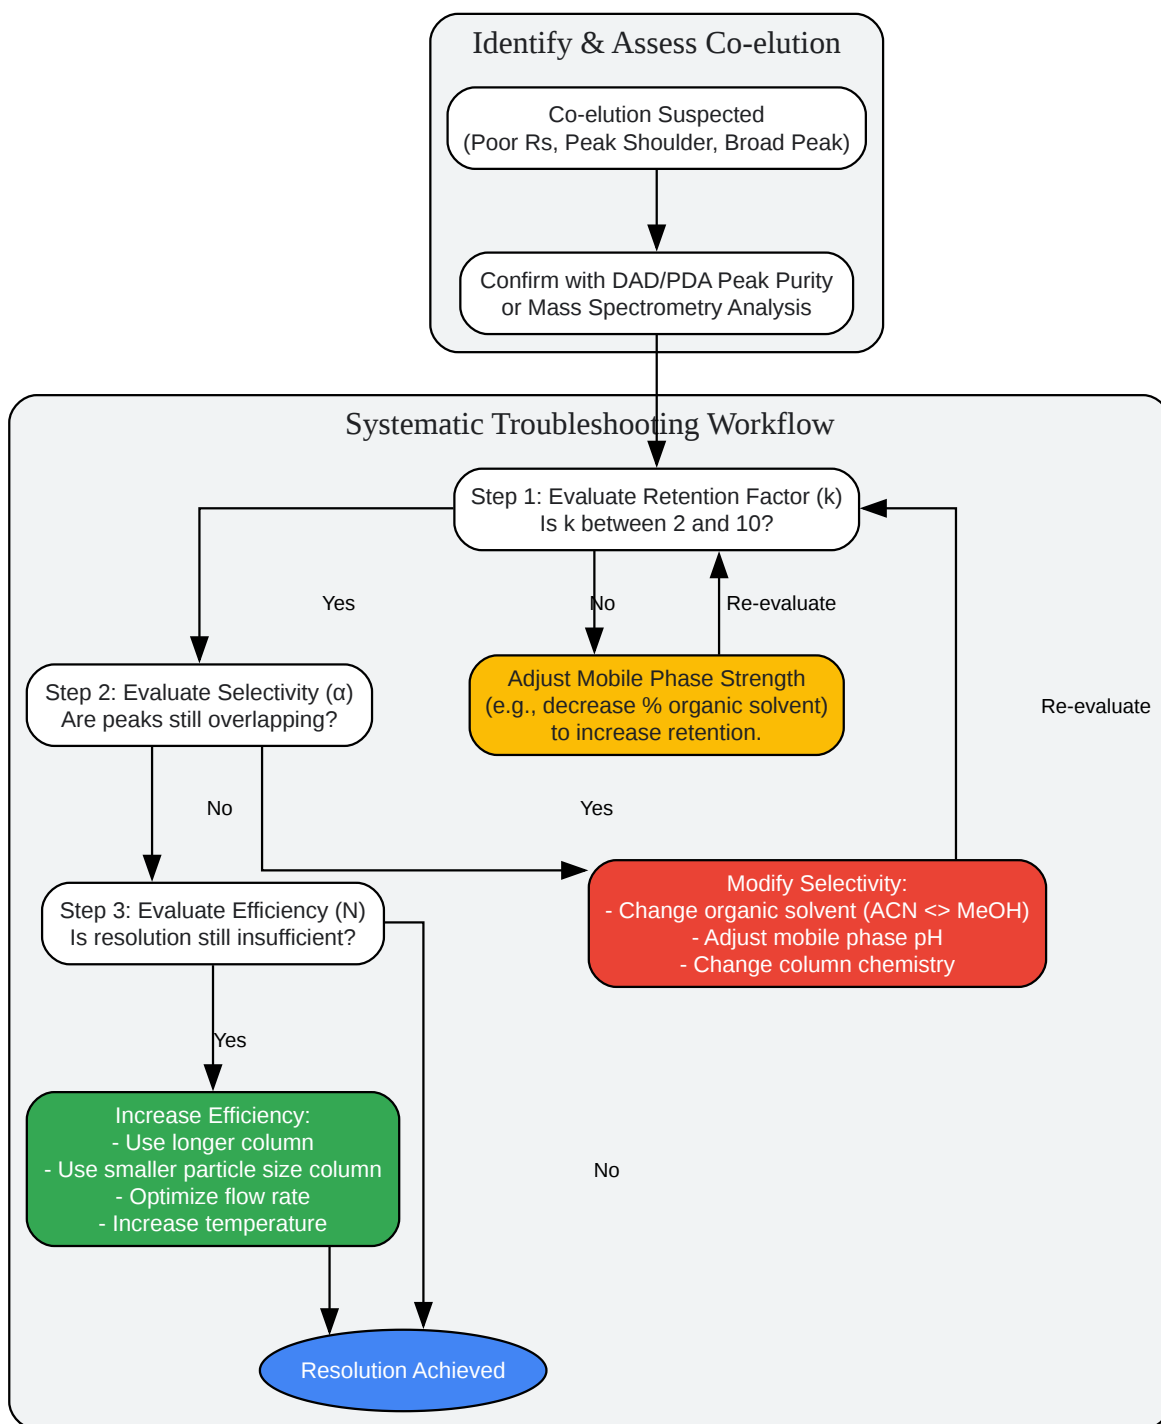 Identify & Assess Co-elution
Co-elution Suspected
(Poor Rs, Peak Shoulder, Broad Peak)
Confirm with DAD/PDA Peak Purity
or Mass Spectrometry Analysis
Systematic Troubleshooting Workflow
Step 1: Evaluate Retention Factor (k)
Is k between 2 and 10?
Yes
No
Re-evaluate
Step 2: Evaluate Selectivity (α)
Are peaks still overlapping?
Adjust Mobile Phase Strength
(e.g., decrease % organic solvent)
to increase retention.
Re-evaluate
No
Yes
Step 3: Evaluate Efficiency (N)
Is resolution still insufficient?
Modify Selectivity:
- Change organic solvent (ACN <> MeOH)
- Adjust mobile phase pH
- Change column chemistry
Yes
Increase Efficiency:
- Use longer column
- Use smaller particle size column
- Optimize flow rate
- Increase temperature
No
Resolution Achieved